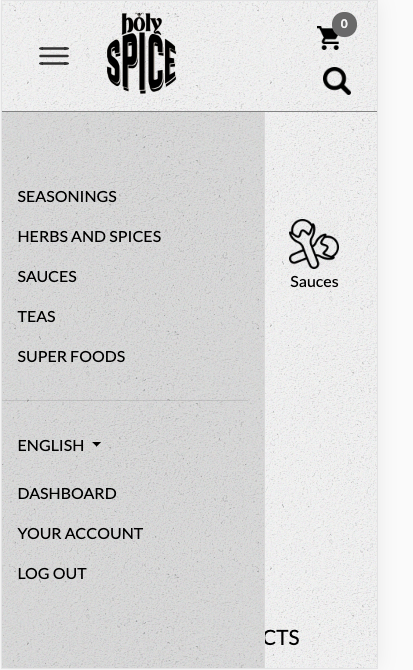 holy
SPICE
0
SEASONINGS
HERBS AND SPICES
SAUCES
Sauces
TEAS
SUPER FOODS
ENGLISH
DASHBOARD
YOUR ACCOUNT
LOG OUT
CTS